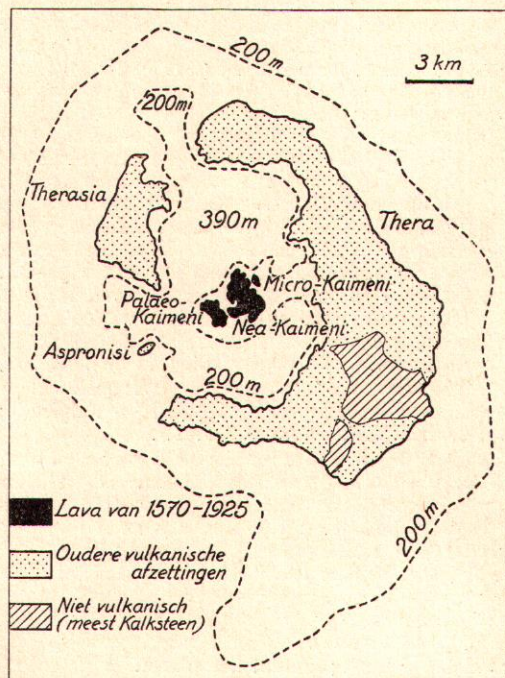 200m
3 km
200m
Therasia
390m
Thera
Micro-Kaimeni
Palaeo-
Kaimeni
Nea-Kaimeni
Aspronisi
200m
200m
Lava van 1570-1925
Oudere vulkanische
afzettingen
Niet vulkanisch
(meest Kalksteen)